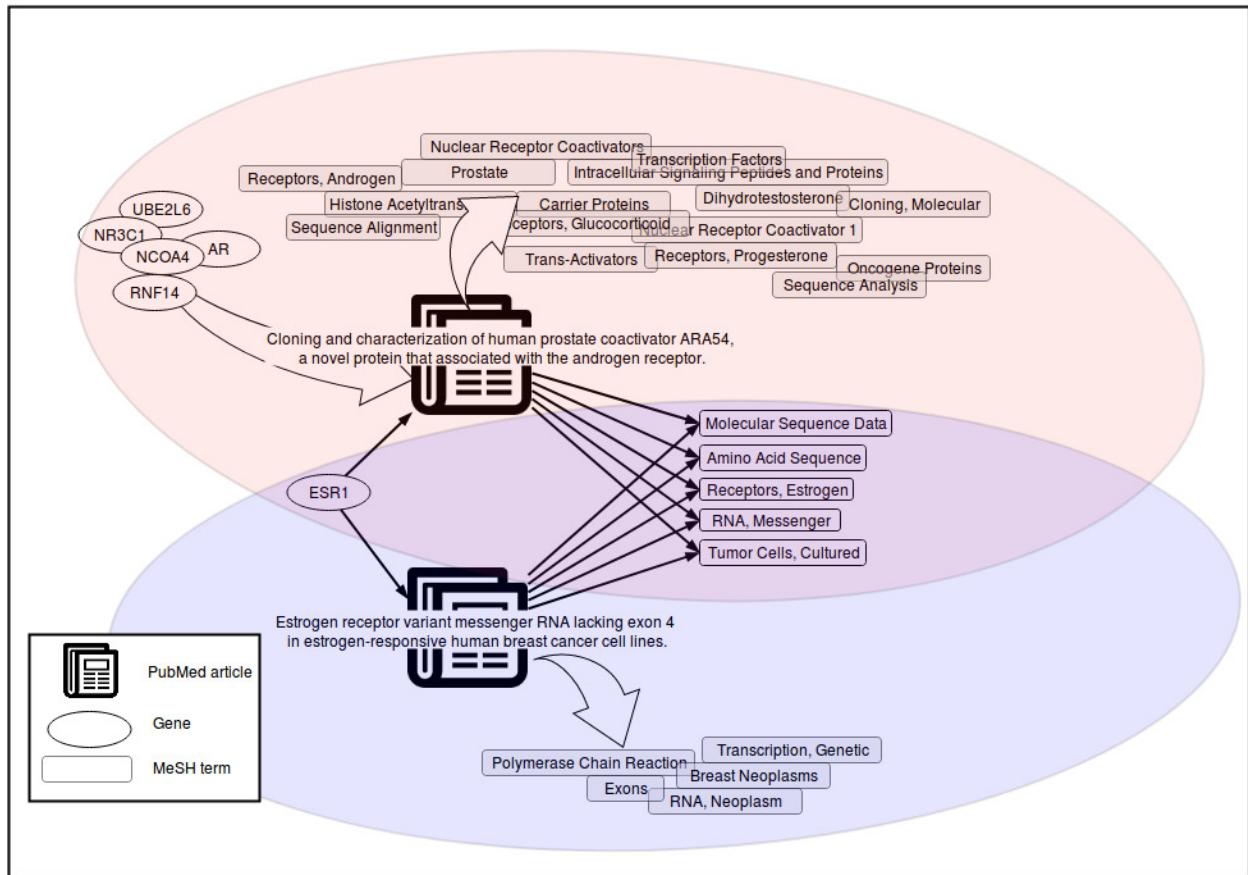 Nuclear Receptor Coactivators
Transcription Factors
Prostate
Intracellular Signaling Peptides and Proteins
Receptors, Androgen
Dihydrotestosterone
Histone Acetyltrans
Carrier Proteins
Cloning, Molecular
UBE2L6
Sequence Alignment
ceptors, Glucocorticoid
Nuclear Receptor Coactivator 1
NR3C1
AR
NCOA4
Trans-Activators
Receptors, Progesterone
Oncogene Proteins
RNF14
Sequence Analysis
Cloning and characterization of human prostate coactivator ARA54,
a novel protein that associated with the androgen receptor.
Molecular Sequence Data
Amino Acid Sequence
ESR1
Receptors, Estrogen
RNA, Messenger
Tumor Cells, Cultured
Estrogen receptor variant messenger RNA lacking exon 4
in estrogen-responsive human breast cancer cell lines.
PubMed article
Gene
MeSH term
Transcription, Genetic
Polymerase Chain Reaction
Breast Neoplasms
Exons
RNA, Neoplasm